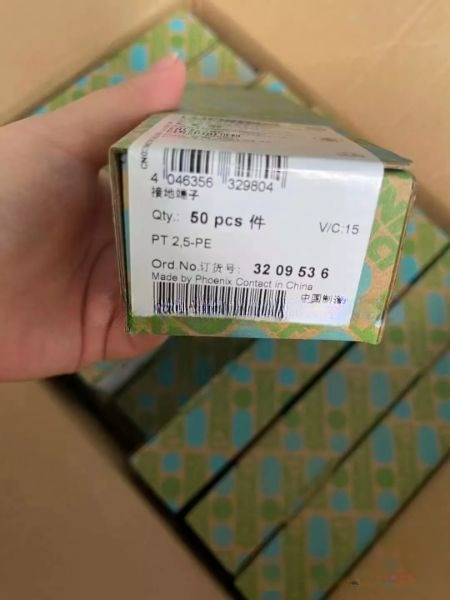 4 046356 329804
接地端子
Qty.: 50 pcs 件 V/C:15
PT 2,5-PE
Ord.No.订货号: 32 09 53 6
Made by Phoenix Contact in China 中国制造